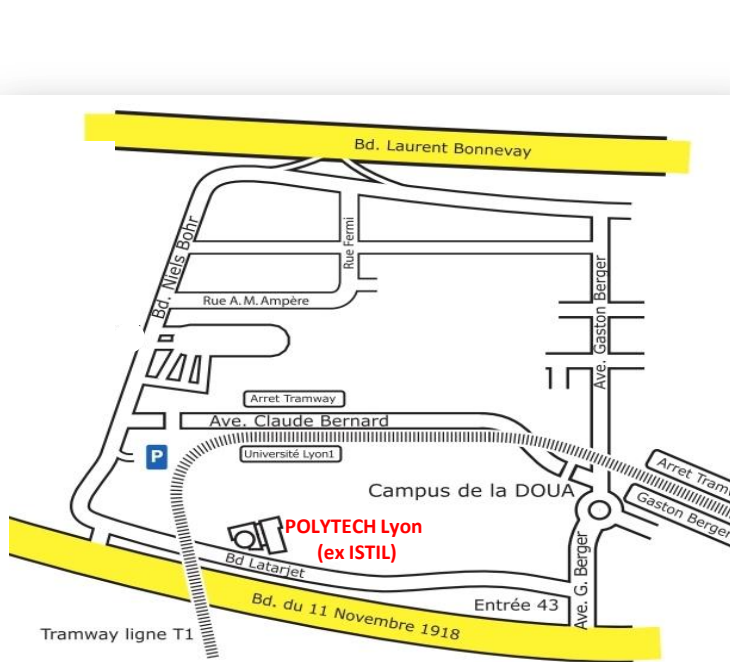 Bd. Laurent Bonnevay
Bd. Niels Bohr
Rue Fermi
Rue A. M. Ampère
Ave. Gaston Berger
Arret Tramway
Ave. Claude Bernard
P
Université Lyon1
Arret Tram
Gaston Berger
Campus de la DOUA
POLYTECH Lyon
(ex ISTIL)
Bd Latarjet
Ave. G. Berger
Entrée 43
Bd. du 11 Novembre 1918
Tramway ligne T1